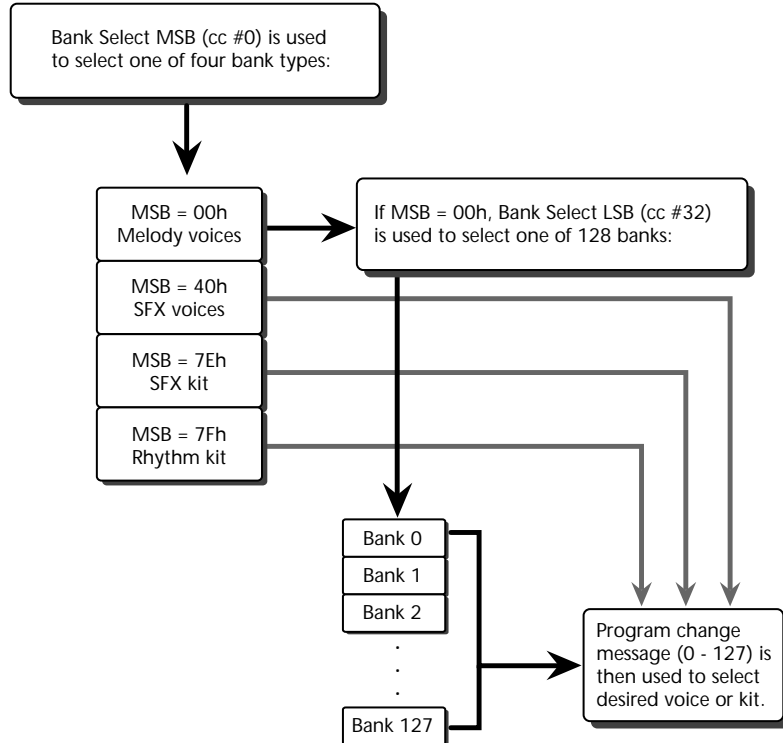 Bank Select MSB (cc #0) is used
to select one of four bank types:
MSB = 00h
Melody voices
If MSB = 00h, Bank Select LSB (cc #32)
is used to select one of 128 banks:
MSB = 40h
SFX voices
MSB = 7Eh
SFX kit
MSB = 7Fh
Rhythm kit
Bank 0
Bank 1
Bank 2
.
.
.
.
Bank 127
Program change
message (0 - 127) is
then used to select
desired voice or kit.